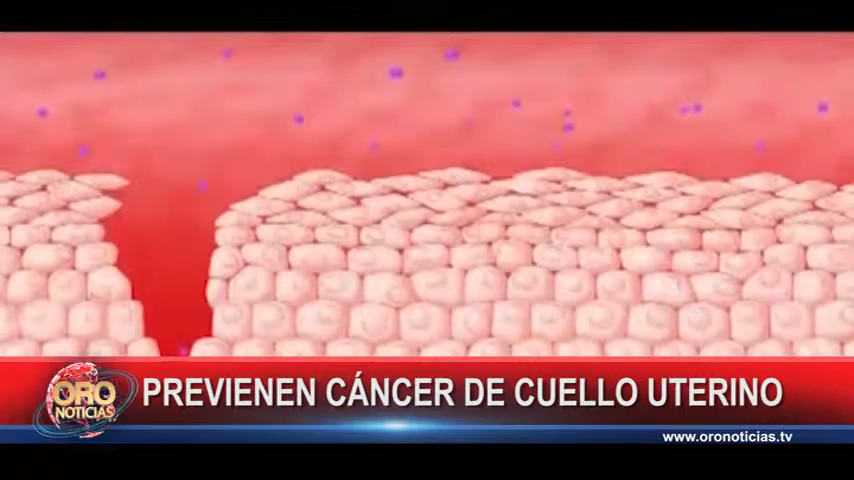 ORO
NOTICIAS
PREVIENEN CÁNCER DE CUELLO UTERINO
www.oronoticias.tv